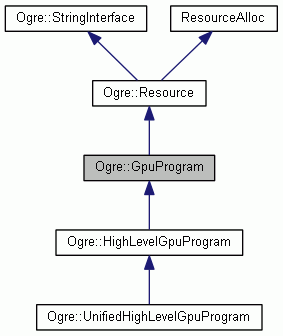 Ogre::StringInterface
ResourceAlloc
Ogre::Resource
Ogre::GpuProgram
Ogre::HighLevelGpuProgram
Ogre::UnifiedHighLevelGpuProgram